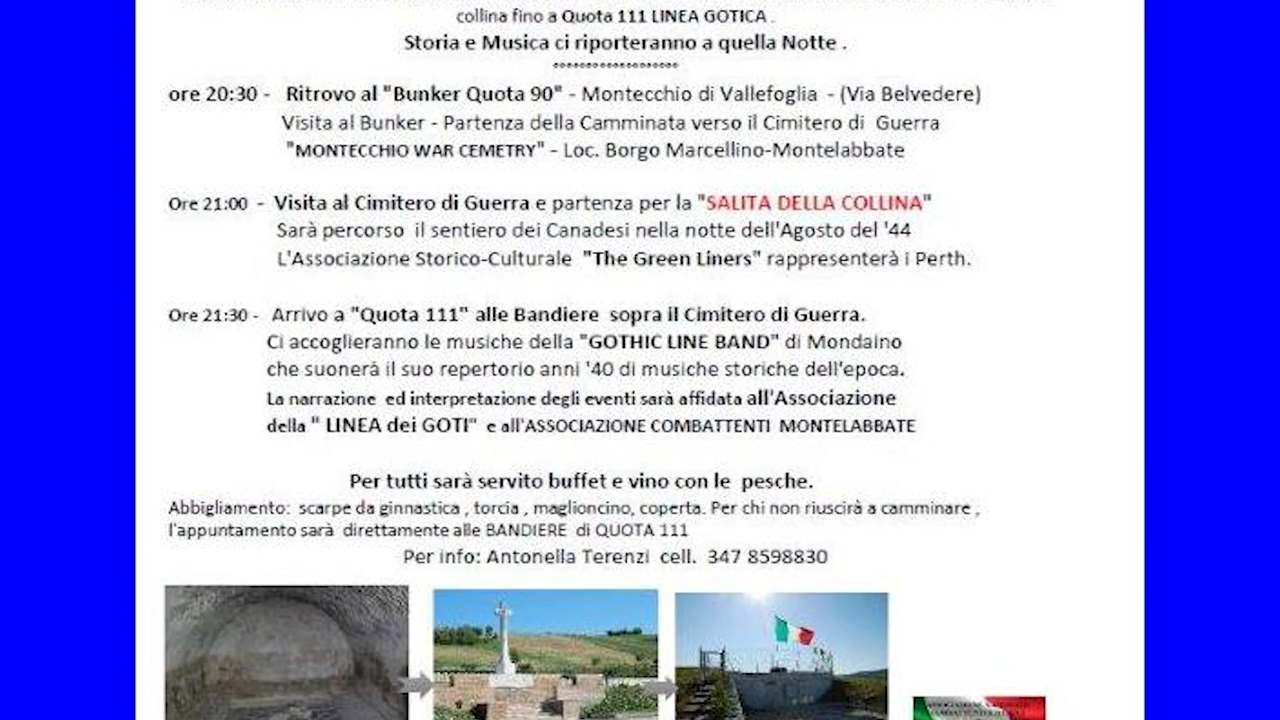 collina fino a Quota 111 LINEA GOTICA .
Storia e Musica ci riporteranno a quella Notte .
°°°°°°°°°°°°°°°°°°°
ore 20:30 - Ritrovo al "Bunker Quota 90" - Montecchio di Vallefoglia - (Via Belvedere)
Visita al Bunker - Partenza della Camminata verso il Cimitero di Guerra
"MONTECCHIO WAR CEMETRY" - Loc. Borgo Marcellino-Montelabbate
Ore 21:00 - Visita al Cimitero di Guerra e partenza per la "SALITA DELLA COLLINA"
Sarà percorso il sentiero dei Canadesi nella notte dell'Agosto del '44
L'Associazione Storico-Culturale "The Green Liners" rappresenterà i Perth.
Ore 21:30 - Arrivo a "Quota 111" alle Bandiere sopra il Cimitero di Guerra.
Ci accoglieranno le musiche della "GOTHIC LINE BAND" di Mondaino
che suonerà il suo repertorio anni '40 di musiche storiche dell'epoca.
La narrazione ed interpretazione degli eventi sarà affidata all'Associazione
della " LINEA dei GOTI" e all'ASSOCIAZIONE COMBATTENTI MONTELABBATE
Per tutti sarà servito buffet e vino con le pesche.
Abbigliamento: scarpe da ginnastica , torcia , maglioncino, coperta. Per chi non riuscirà a camminare ,
l'appuntamento sarà direttamente alle BANDIERE di QUOTA 111
Per info: Antonella Terenzi cell. 347 8598830